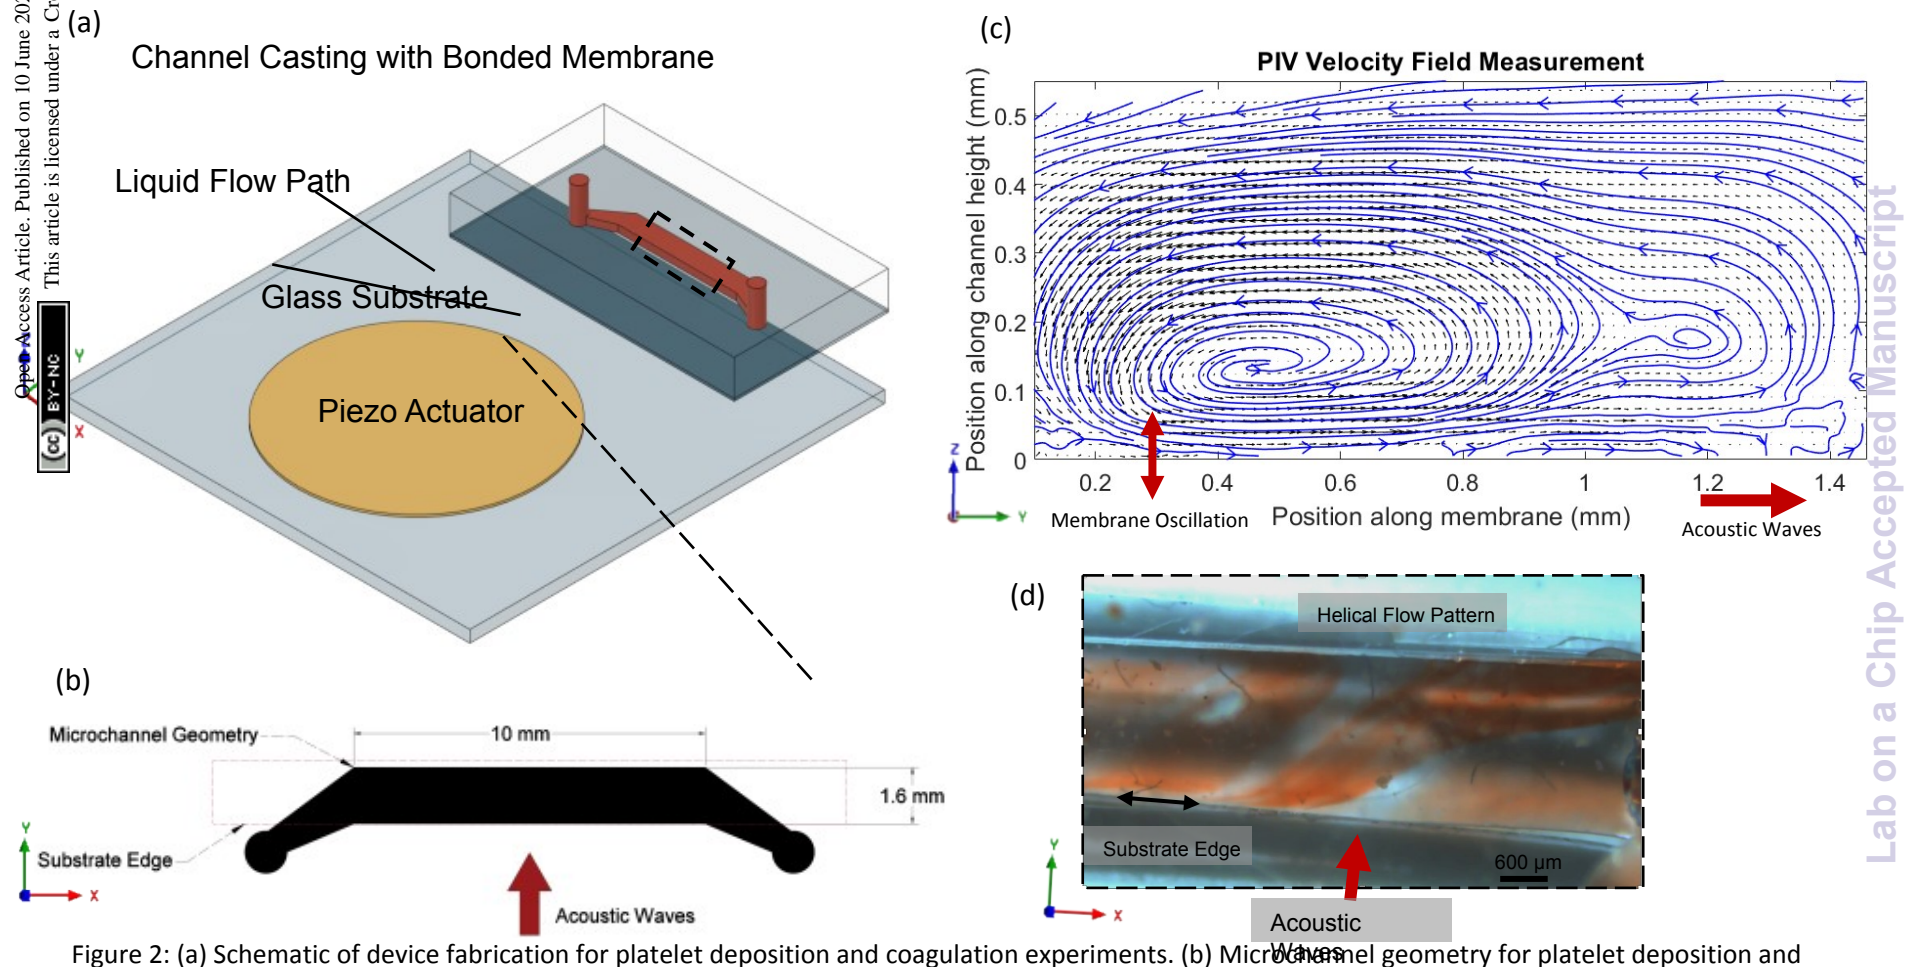 Open Access Article. Published on 10 June 202
This article is licensed under a Cr
(cc) BY-NC
(a)
Channel Casting with Bonded Membrane
Liquid Flow Path
Glass Substrate
Piezo Actuator
Y
X
(b)
Microchannel Geometry
10 mm
1.6 mm
Substrate Edge
Acoustic Waves
Y
X
(c)
PIV Velocity Field Measurement
Position along channel height (mm)
0.5
0.4
0.3
0.2
0.1
0
0.2 0.4 0.6 0.8 1 1.2 1.4
Z
Y
Membrane Oscillation
Position along membrane (mm)
Acoustic Waves
(d)
Helical Flow Pattern
Substrate Edge
600 µm
Y
X
Acoustic
Waves
Lab on a Chip Accepted Manuscript
Figure 2: (a) Schematic of device fabrication for platelet deposition and coagulation experiments. (b) Microchannel geometry for platelet deposition and